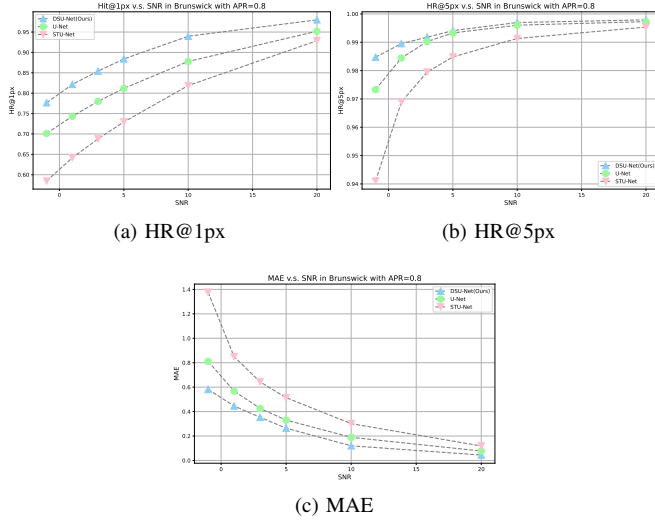 Hit@1px v.s. SNR in Brunswick with APR=0.8
DSU-Net(Ours)
U-Net
STU-Net
0.95
0.90
0.85
0.80
0.75
0.70
0.65
0.60
HR@1px
0
5
10
15
20
SNR
(a) HR@1px
HR@5px v.s. SNR in Brunswick with APR=0.8
1.00
0.99
0.98
0.97
0.96
0.95
0.94
HR@5px
DSU-Net(Ours)
U-Net
STU-Net
0
5
10
15
20
SNR
(b) HR@5px
MAE v.s. SNR in Brunswick with APR=0.8
DSU-Net(Ours)
U-Net
STU-Net
1.4
1.2
1.0
0.8
0.6
0.4
0.2
0.0
MAE
0
5
10
15
20
SNR
(c) MAE